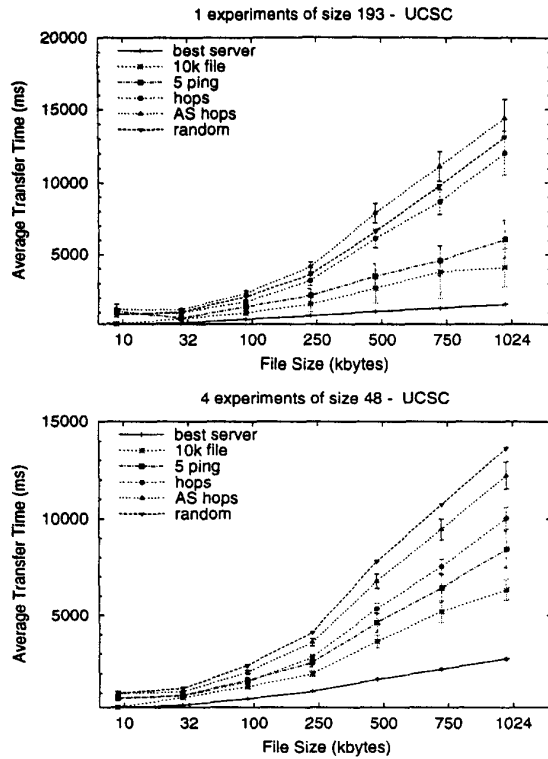 1 experiments of size 193 - UCSC
20000
15000
10000
5000
Average Transfer Time (ms)
best server
10k file
5 ping
hops
AS hops
random
10 32 100 250 500 750 1024
File Size (kbytes)
4 experiments of size 48 - UCSC
15000
10000
5000
Average Transfer Time (ms)
best server
10k file
5 ping
hops
AS hops
random
10 32 100 250 500 750 1024
File Size (kbytes)